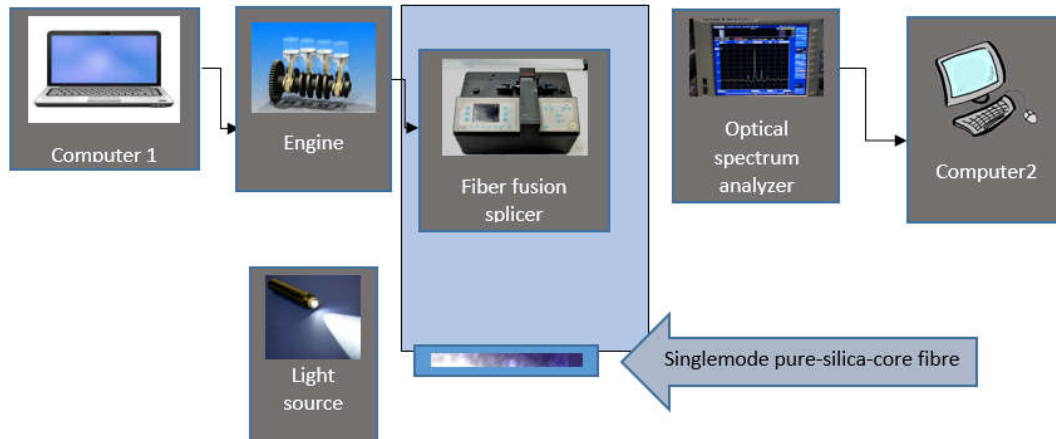 Computer 1
Engine
Fiber fusion
splicer
Optical
spectrum
analyzer
Computer2
Light
source
Singlemode pure-silica-core fibre